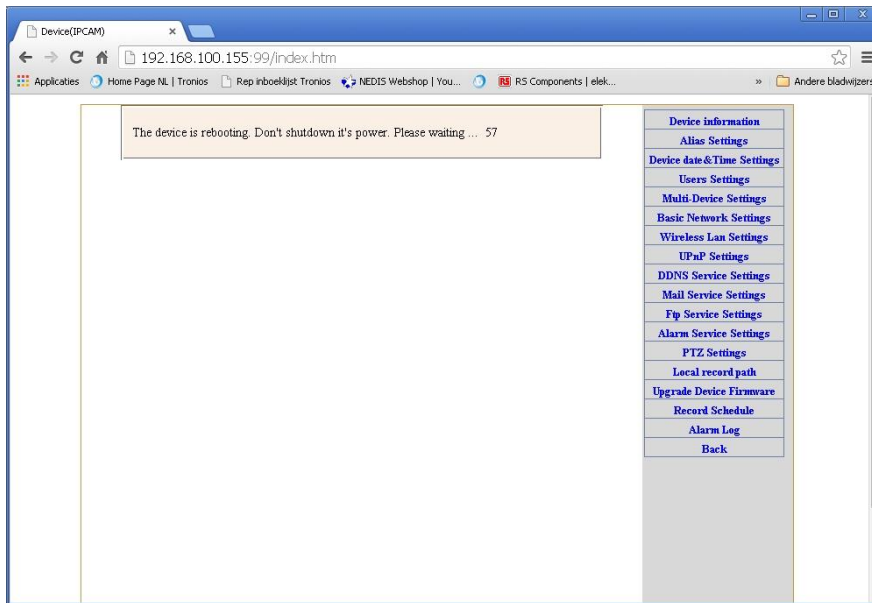 Device(IPCAM)
192.168.100.155:99/index.htm
Applicaties Home Page NL | Tronios Rep inboeklijst Tronios NEDIS Webshop | You... RS RS Components | elek... » Andere bladwijzers
The device is rebooting. Don't shutdown it's power. Please waiting ... 57
Device information
Alias Settings
Device date&Time Settings
Users Settings
Multi-Device Settings
Basic Network Settings
Wireless Lan Settings
UPnP Settings
DDNS Service Settings
Mail Service Settings
Ftp Service Settings
Alarm Service Settings
PTZ Settings
Local record path
Upgrade Device Firmware
Record Schedule
Alarm Log
Back